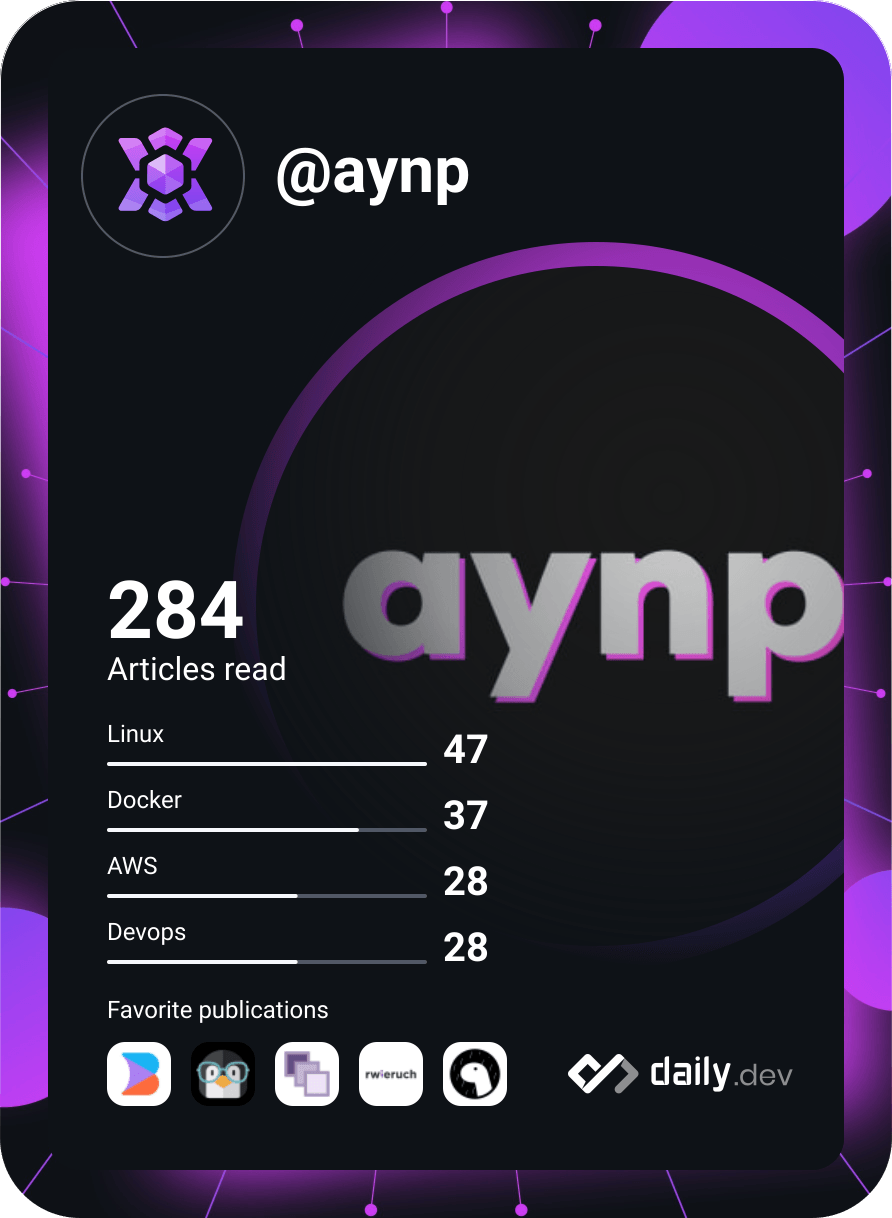 @aynp
aynp
284
Articles read
Linux
47
Docker
37
AWS
28
Devops
28
Favorite publications
rwieruch
daily.dev